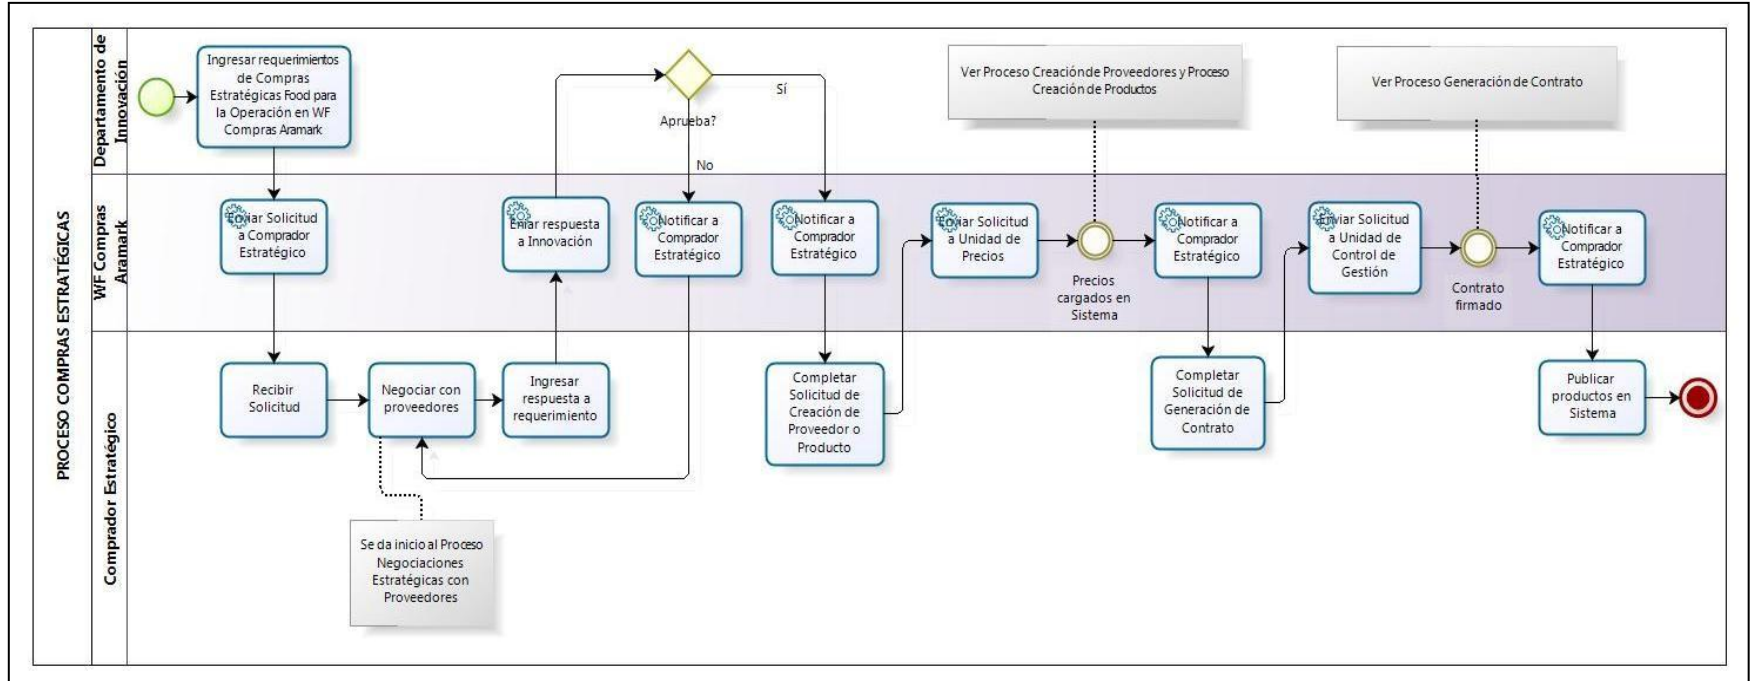 PROCESO COMPRAS ESTRATÉGICAS
Departamento de
Innovación
Ingresar requerimientos
de Compras
Estratégicas Food para
la Operación en WF
Compras Aramark
Aprueba?
Sí
No
Ver Proceso Creación de Proveedores y Proceso
Creación de Productos
Ver Proceso Generación de Contrato
WF Compras
Aramark
Enviar Solicitud
a Comprador
Estratégico
Eniar respuesta
a Innovación
Notificar a
Comprador
Estratégico
Notificar a
Comprador
Estratégico
Enviar Solicitud
a Unidad de
Precios
Precios
cargados en
Sistema
Notificar a
Comprador
Estratégico
Enviar Solicitud
a Unidad de
Control de
Gestión
Contrato
firmado
Notificar a
Comprador
Estratégico
Comprador Estratégico
Recibir
Solicitud
Negociar con
proveedores
Ingresar
respuesta a
requerimiento
Completar
Solicitud de
Creación de
Proveedor o
Producto
Completar
Solicitud de
Generación de
Contrato
Publicar
productos en
Sistema
Se da inicio al Proceso
Negociaciones
Estratégicas con
Proveedores